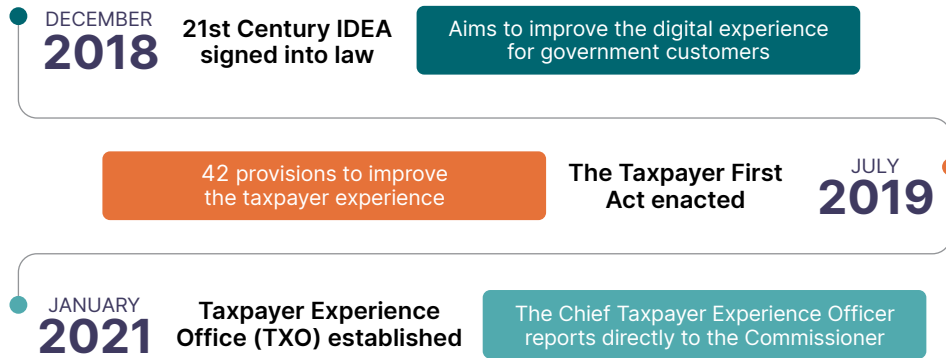 DECEMBER
2018
21st Century IDEA
signed into law
Aims to improve the digital experience
for government customers
42 provisions to improve
the taxpayer experience
The Taxpayer First
Act enacted
JULY
2019
JANUARY
2021
Taxpayer Experience
Office (TXO) established
The Chief Taxpayer Experience Officer
reports directly to the Commissioner